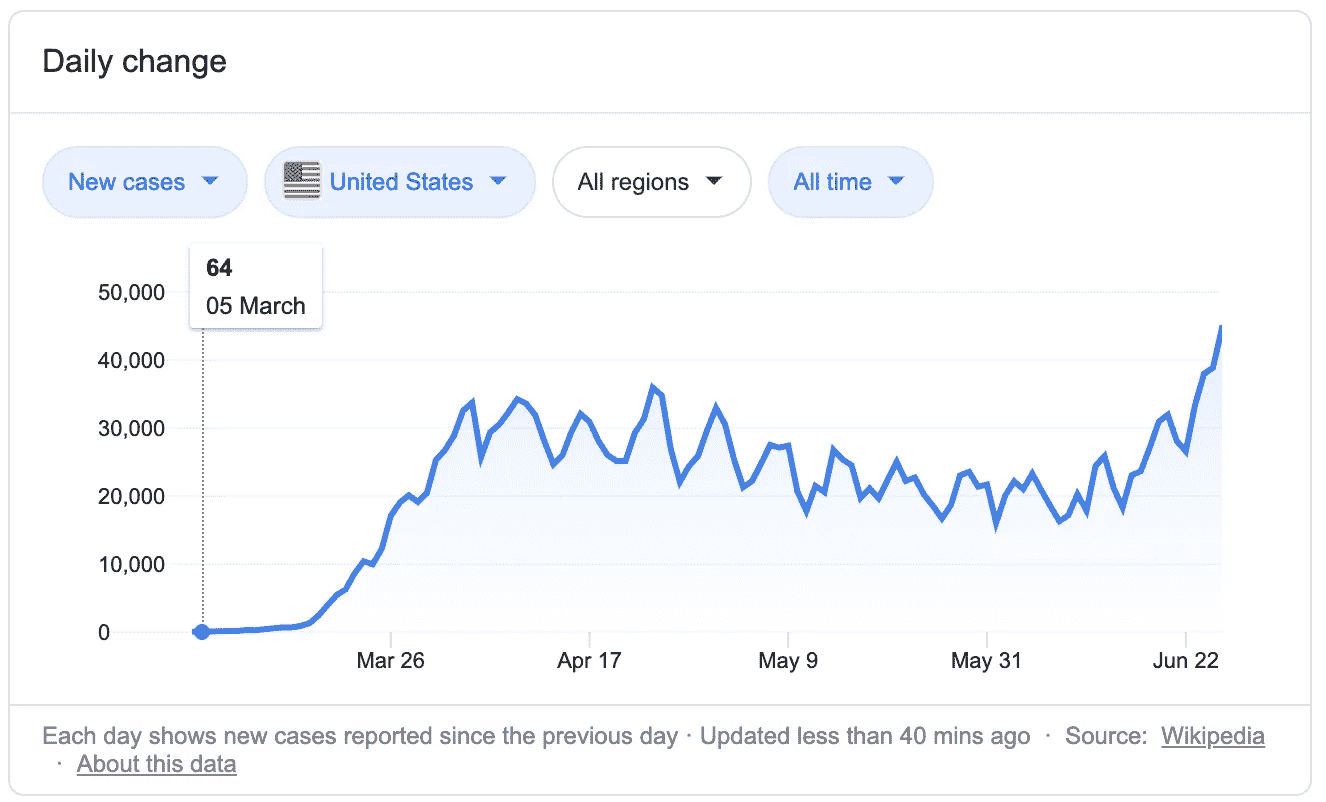 Daily change
New cases United States All regions All time
64
05 March
50,000
40,000
30,000
20,000
10,000
0
Mar 26 Apr 17 May 9 May 31 Jun 22
Each day shows new cases reported since the previous day · Updated less than 40 mins ago · Source: Wikipedia
· About this data